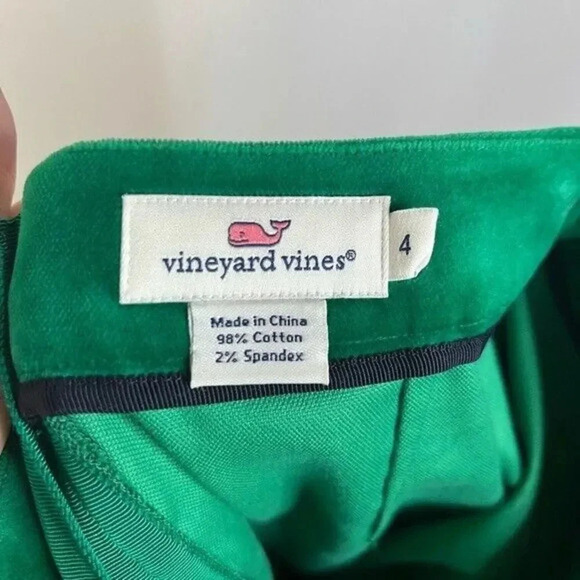 vineyard vines®
4
Made in China
98% Cotton
2% Spandex